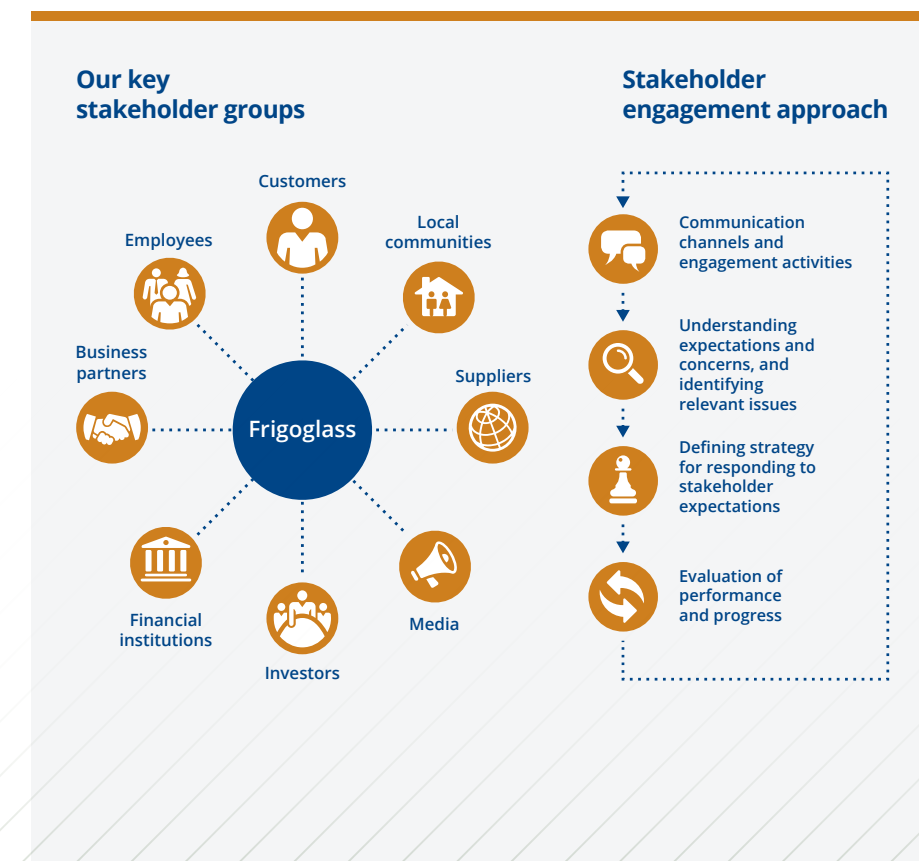 Our key
stakeholder groups
Customers
Local
communities
Employees
Business
partners
Suppliers
Frigoglass
Financial
institutions
Media
Investors
Stakeholder
engagement approach
Communication
channels and
engagement activities
Understanding
expectations and
concerns, and
identifying
relevant issues
Defining strategy
for responding to
stakeholder
expectations
Evaluation of
performance
and progress